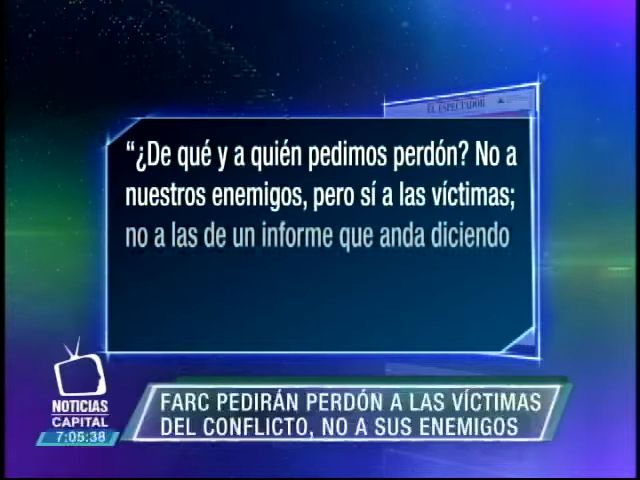 EL ESPECTADOR
“¿De qué y a quién pedimos perdón? No a
nuestros enemigos, pero sí a las víctimas;
no a las de un informe que anda diciendo
FARC PEDIRÁN PERDÓN A LAS VÍCTIMAS
DEL CONFLICTO, NO A SUS ENEMIGOS
NOTICIAS
CAPITAL
7:05:38